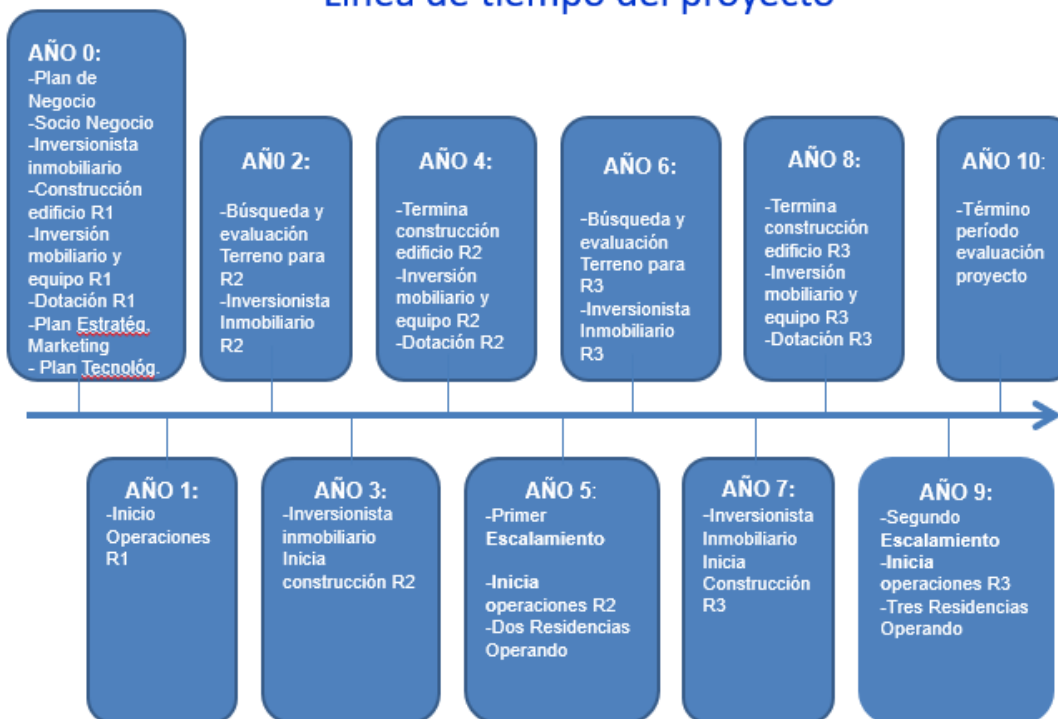 Línea de tiempo del proyecto
AÑO 0:
-Plan de
Negocio
-Socio Negocio
-Inversionista
inmobiliario
-Construcción
edificio R1
-Inversión
mobiliario y
equipo R1
-Dotación R1
-Plan Estratég.
Marketing
- Plan Tecnológ.
AÑ0 2:
-Búsqueda y
evaluación
Terreno para
R2
-Inversionista
Inmobiliario
R2
AÑO 4:
-Termina
construcción
edificio R2
-Inversión
mobiliario y
equipo R2
-Dotación R2
AÑO 6:
-Búsqueda y
evaluación
Terreno para
R3
-Inversionista
Inmobiliario
R3
AÑO 8:
-Termina
construcción
edificio R3
-Inversión
mobiliario y
equipo R3
-Dotación R3
AÑO 10:
-Término
período
evaluación
proyecto
AÑO 1:
-Inicio
Operaciones
R1
AÑO 3:
-Inversionista
inmobiliario
Inicia
construcción R2
AÑO 5:
-Primer
Escalamiento
-Inicia
operaciones R2
-Dos Residencias
Operando
AÑO 7:
-Inversionista
Inmobiliario
Inicia
Construcción
R3
AÑO 9:
-Segundo
Escalamiento
-Inicia
operaciones R3
-Tres Residencias
Operando